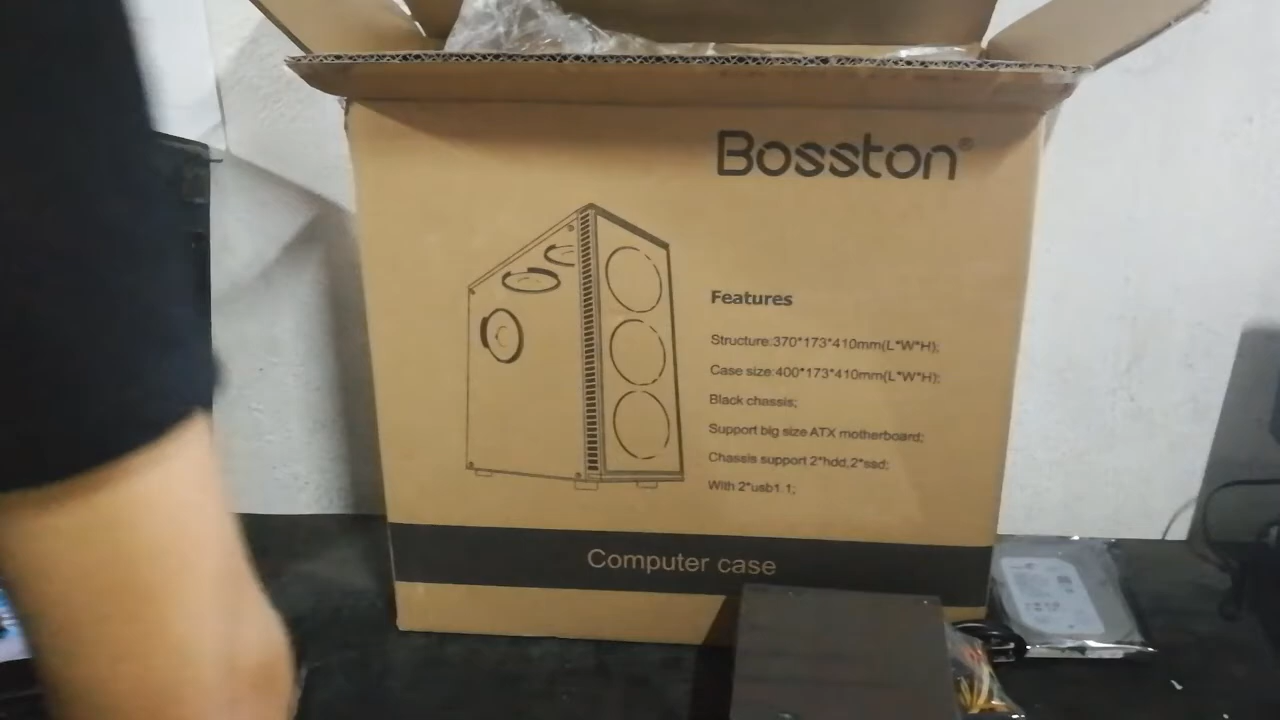 Bosston®
Features
Structure:370*173*410mm(L*W*H);
Case size:400*173*410mm(L*W*H);
Black chassis;
Support big size ATX motherboard;
Chassis support 2*hdd,2*ssd;
With 2*usb1.1;
Computer case